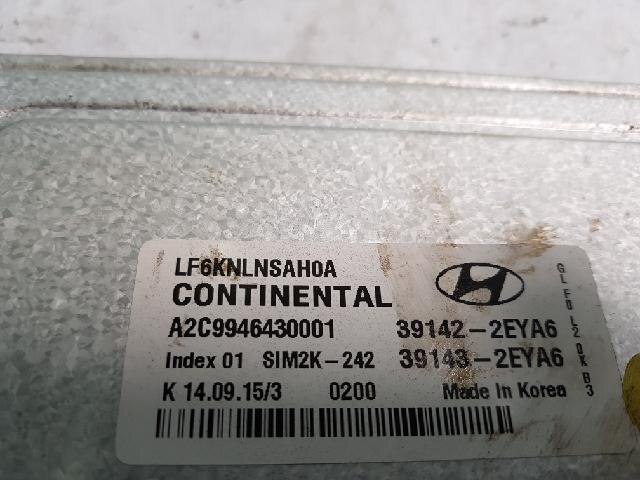 LF6KNLNSAH0A
CONTINENTAL
A2C9946430001 39142-2EYA6
Index 01 SIM2K-242 39143-2EYA6
K 14.09.15/3 0200 Made in Korea